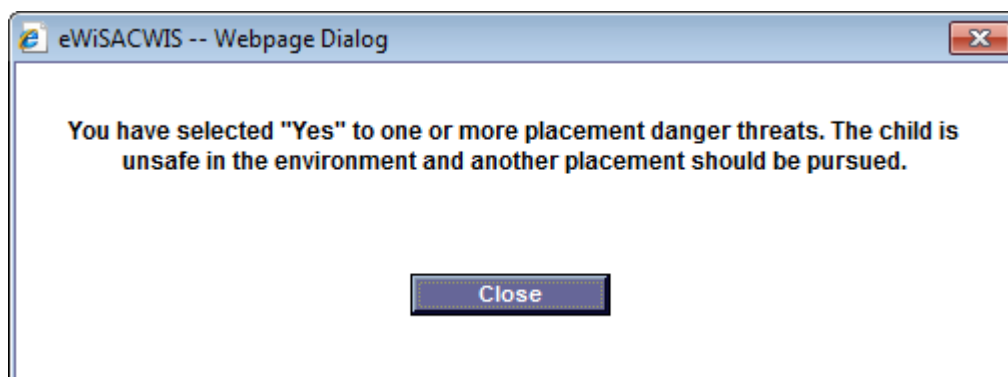 eWiSACWIS -- Webpage Dialog
You have selected "Yes" to one or more placement danger threats. The child is
unsafe in the environment and another placement should be pursued.
Close